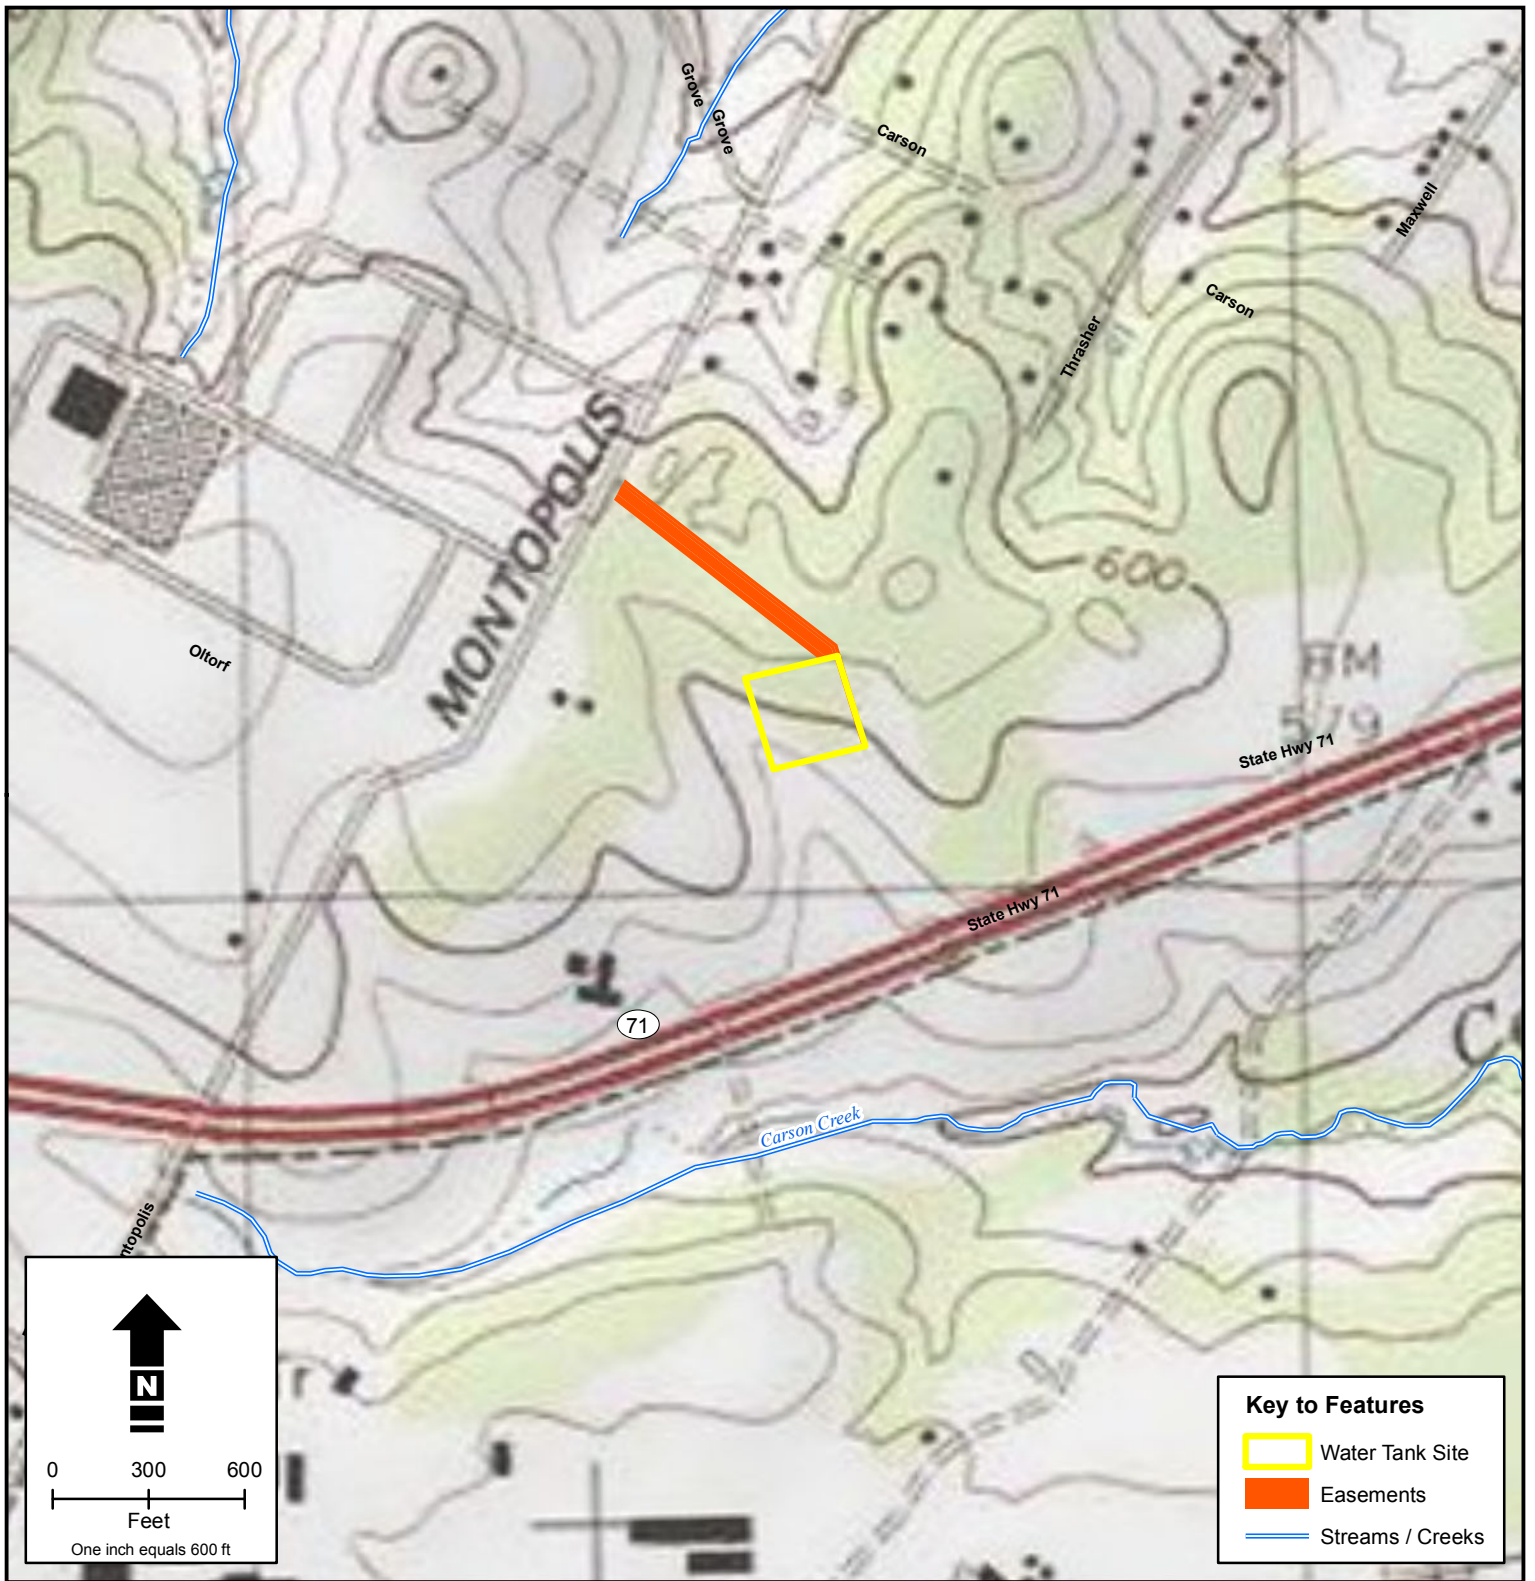 Grove
Grove
Carson
Maxwell
Carson
Thrasher
MONTOPOLIS
600
Oltorf
BM
579
State Hwy 71
State Hwy 71
71
Carson Creek
ntopolis
N
0 300 600
Feet
One inch equals 600 ft
Key to Features
Water Tank Site
Easements
Streams / Creeks